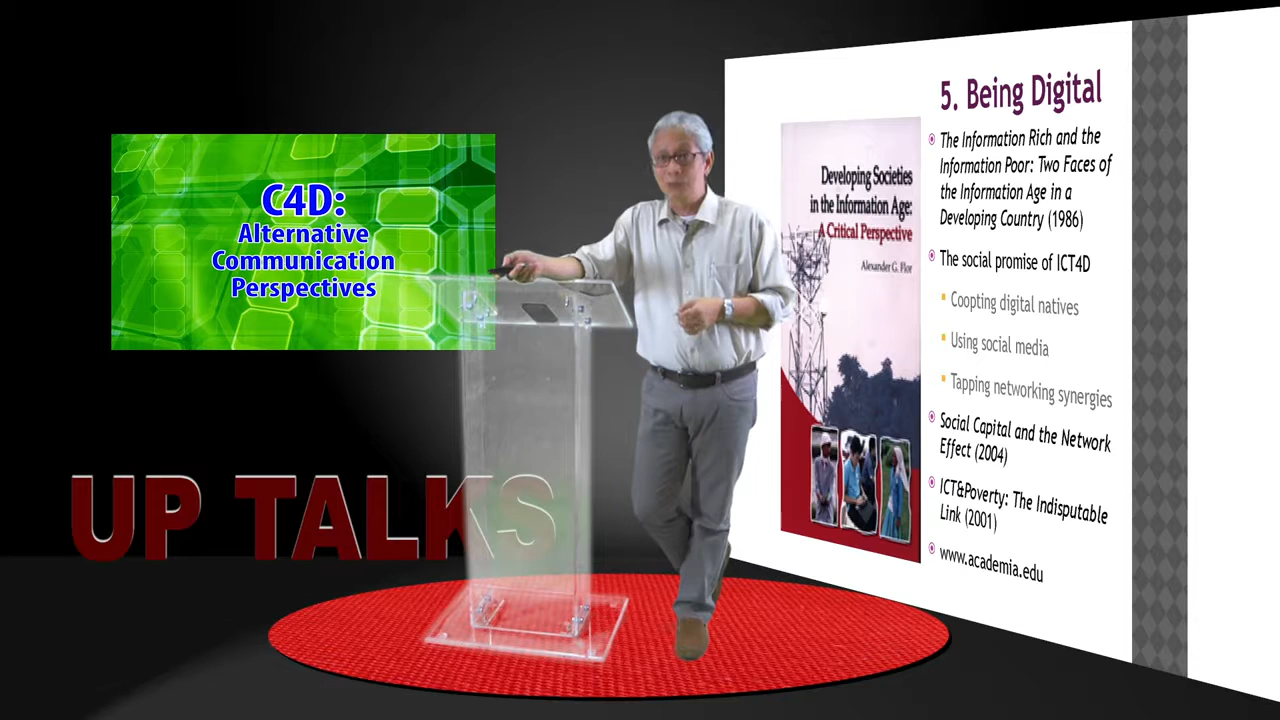 C4D:
Alternative
Communication
Perspectives
UP TALKS
Developing Societies
in the Information Age:
A Critical Perspective
Alexander G. Flor
5. Being Digital
The Information Rich and the
Information Poor: Two Faces of
the Information Age in a
Developing Country (1986)
The social promise of ICT4D
Coopting digital natives
Using social media
Tapping networking synergies
Social Capital and the Network
Effect (2004)
ICT&Poverty: The Indisputable
Link (2001)
www.academia.edu